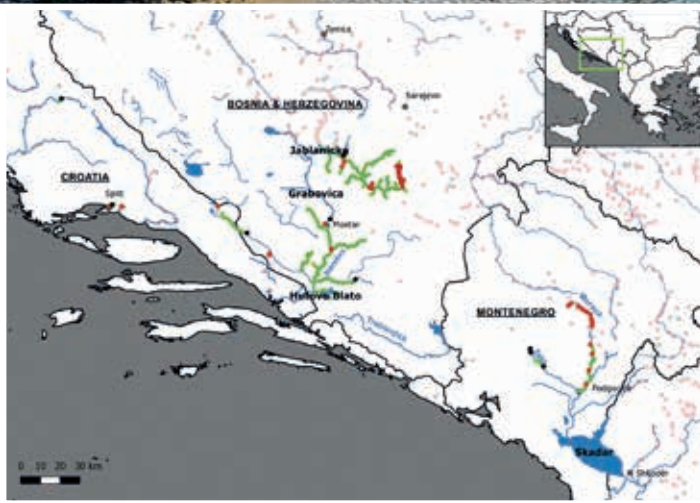 Sarajevo
BOSNIA & HERZEGOVINA
Jablanica
CROATIA
Split
Grabovica
Mostar
Hutovo Blato
MONTENEGRO
Podgorica
Skadar
Shkoder
0 10 20 30 km